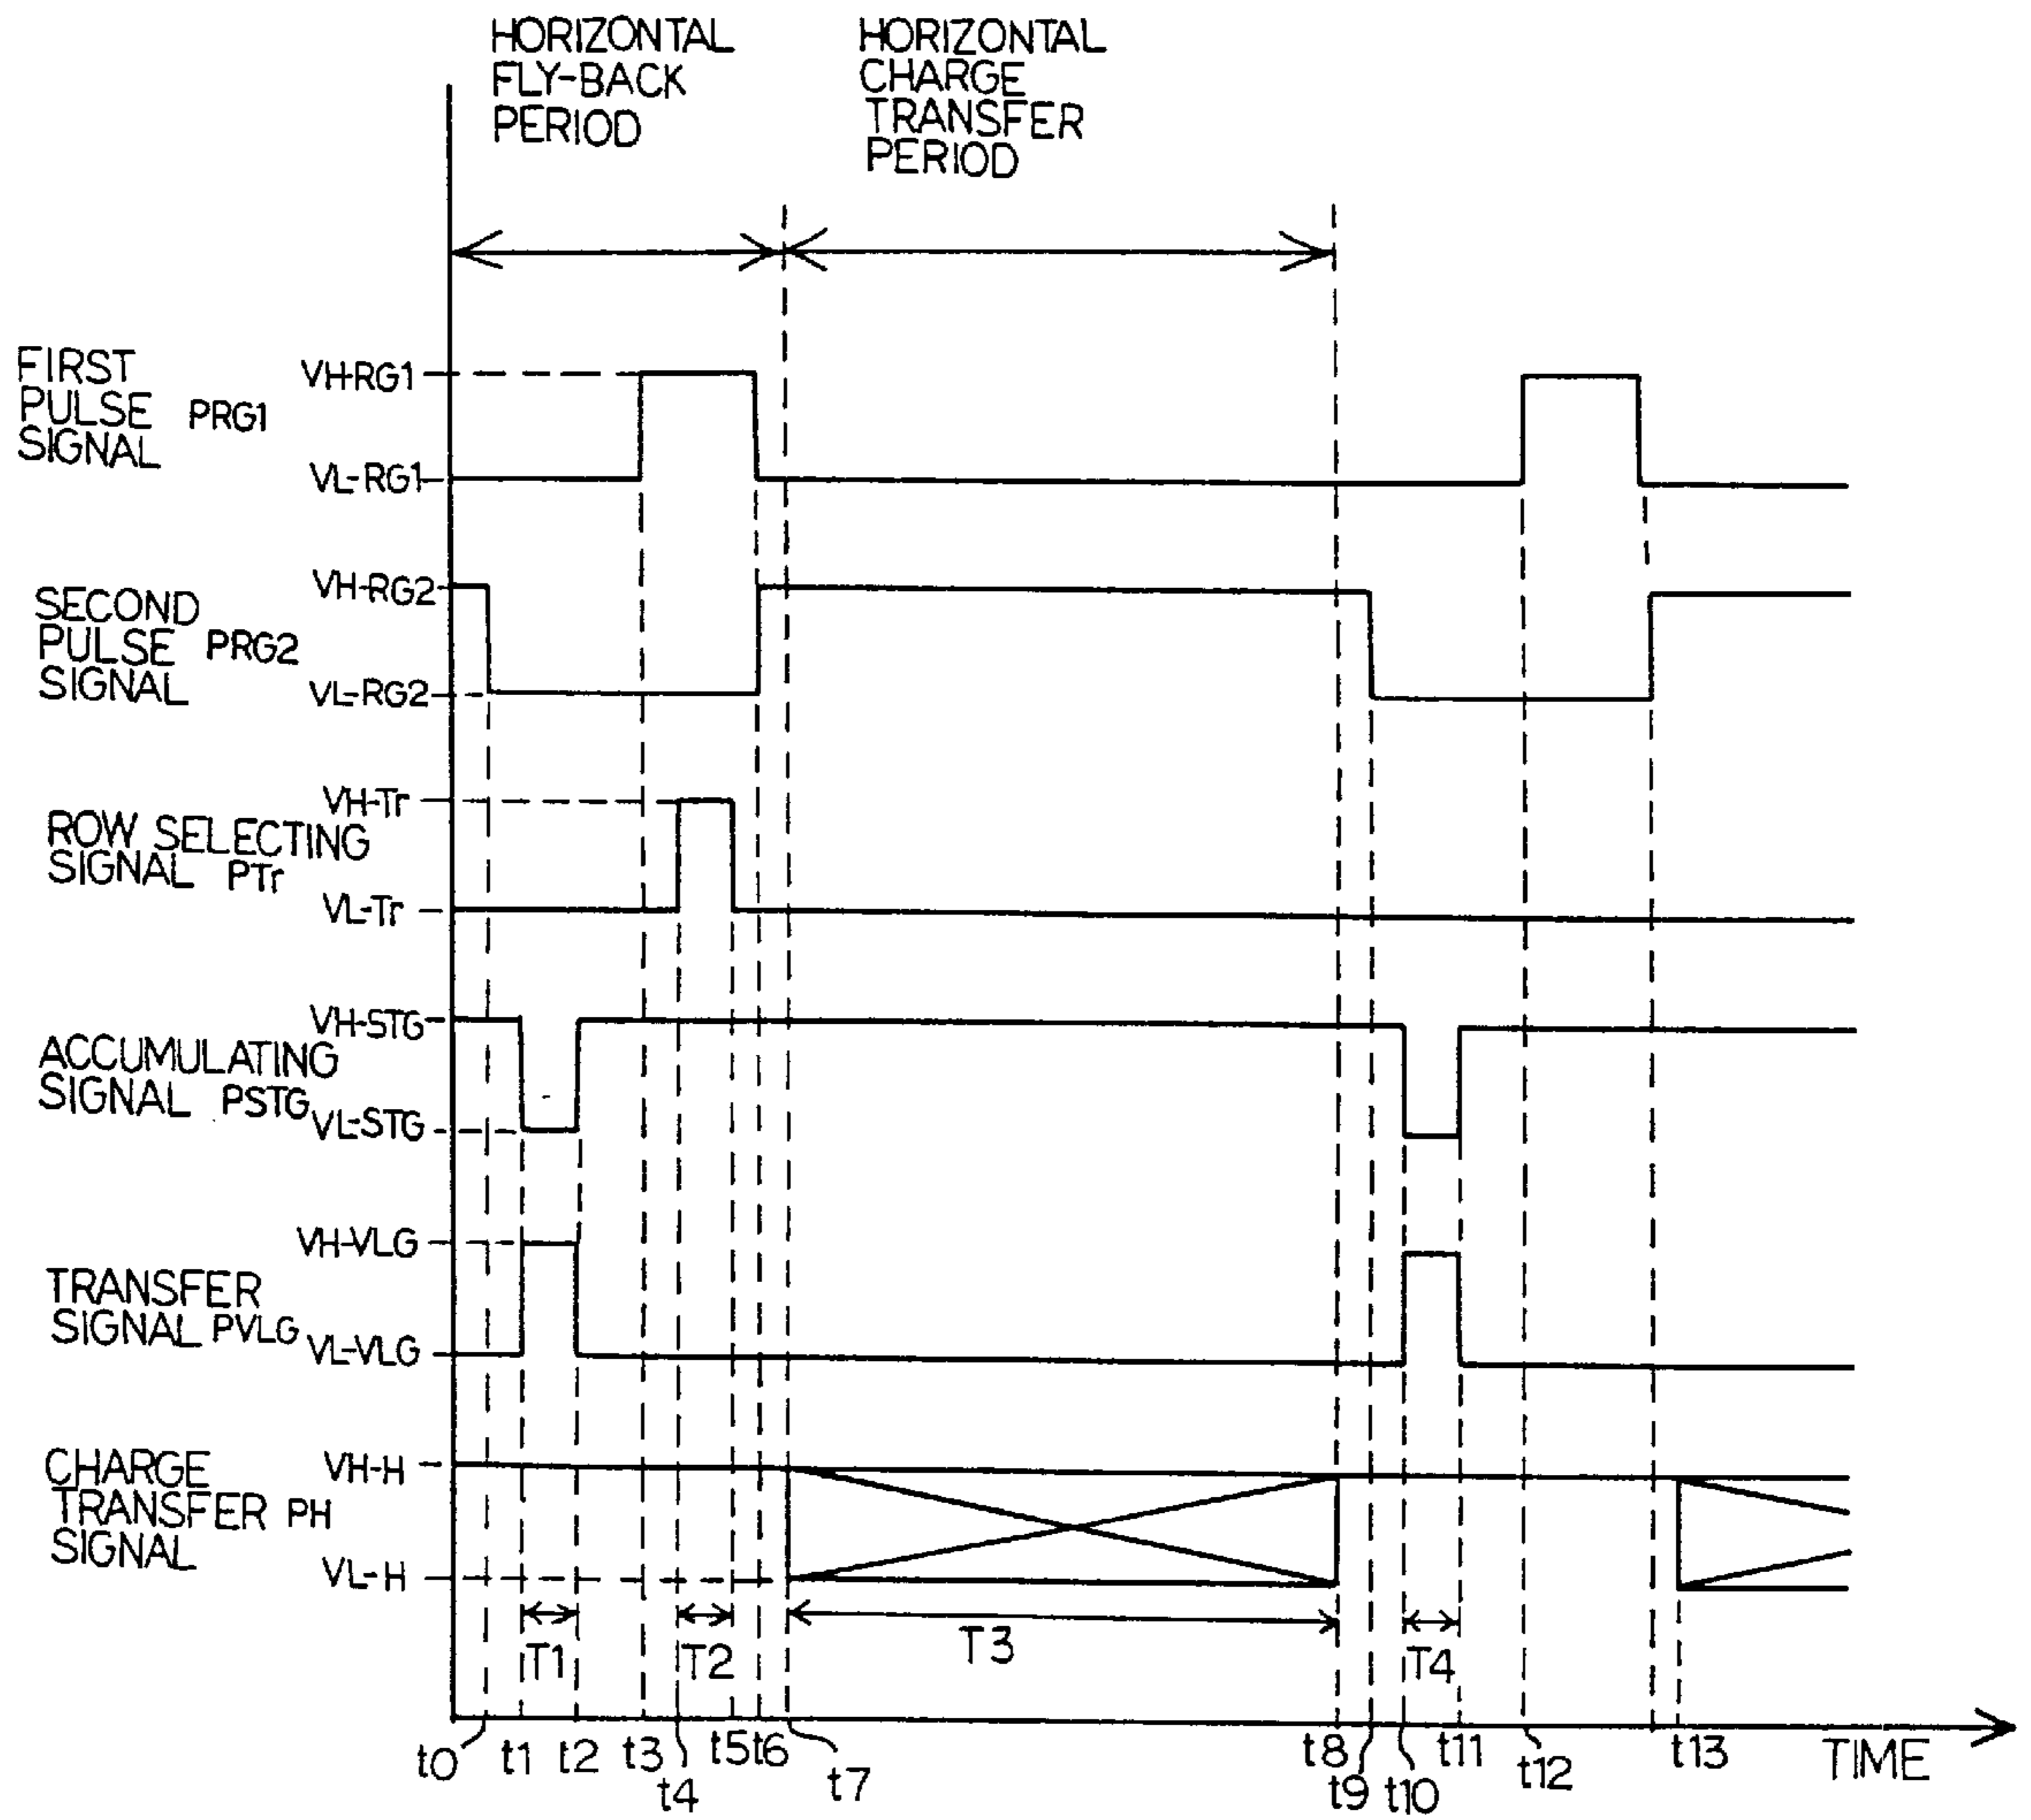 HORIZONTAL
FLY-BACK
PERIOD
HORIZONTAL
CHARGE
TRANSFER
PERIOD
FIRST
PULSE PRG1
SIGNAL
VH-RG1
VL-RG1
SECOND
PULSE PRG2
SIGNAL
VH-RG2
VL-RG2
ROW SELECTING
SIGNAL PTr
VH-Tr
VL-Tr
ACCUMULATING
SIGNAL PSTG
VH-STG
VL-STG
TRANSFER
SIGNAL PVLG
VH-VLG
VL-VLG
CHARGE
TRANSFER PH
SIGNAL
VH-H
VL-H
T1
T2
T3
T4
t0
t1
t2
t3
t4
t5
t6
t7
t8
t9
t10
t11
t12
t13
TIME